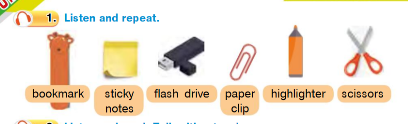 1. Listen and repeat.
bookmark
sticky
notes
flash drive
paper
clip
highlighter
scissors